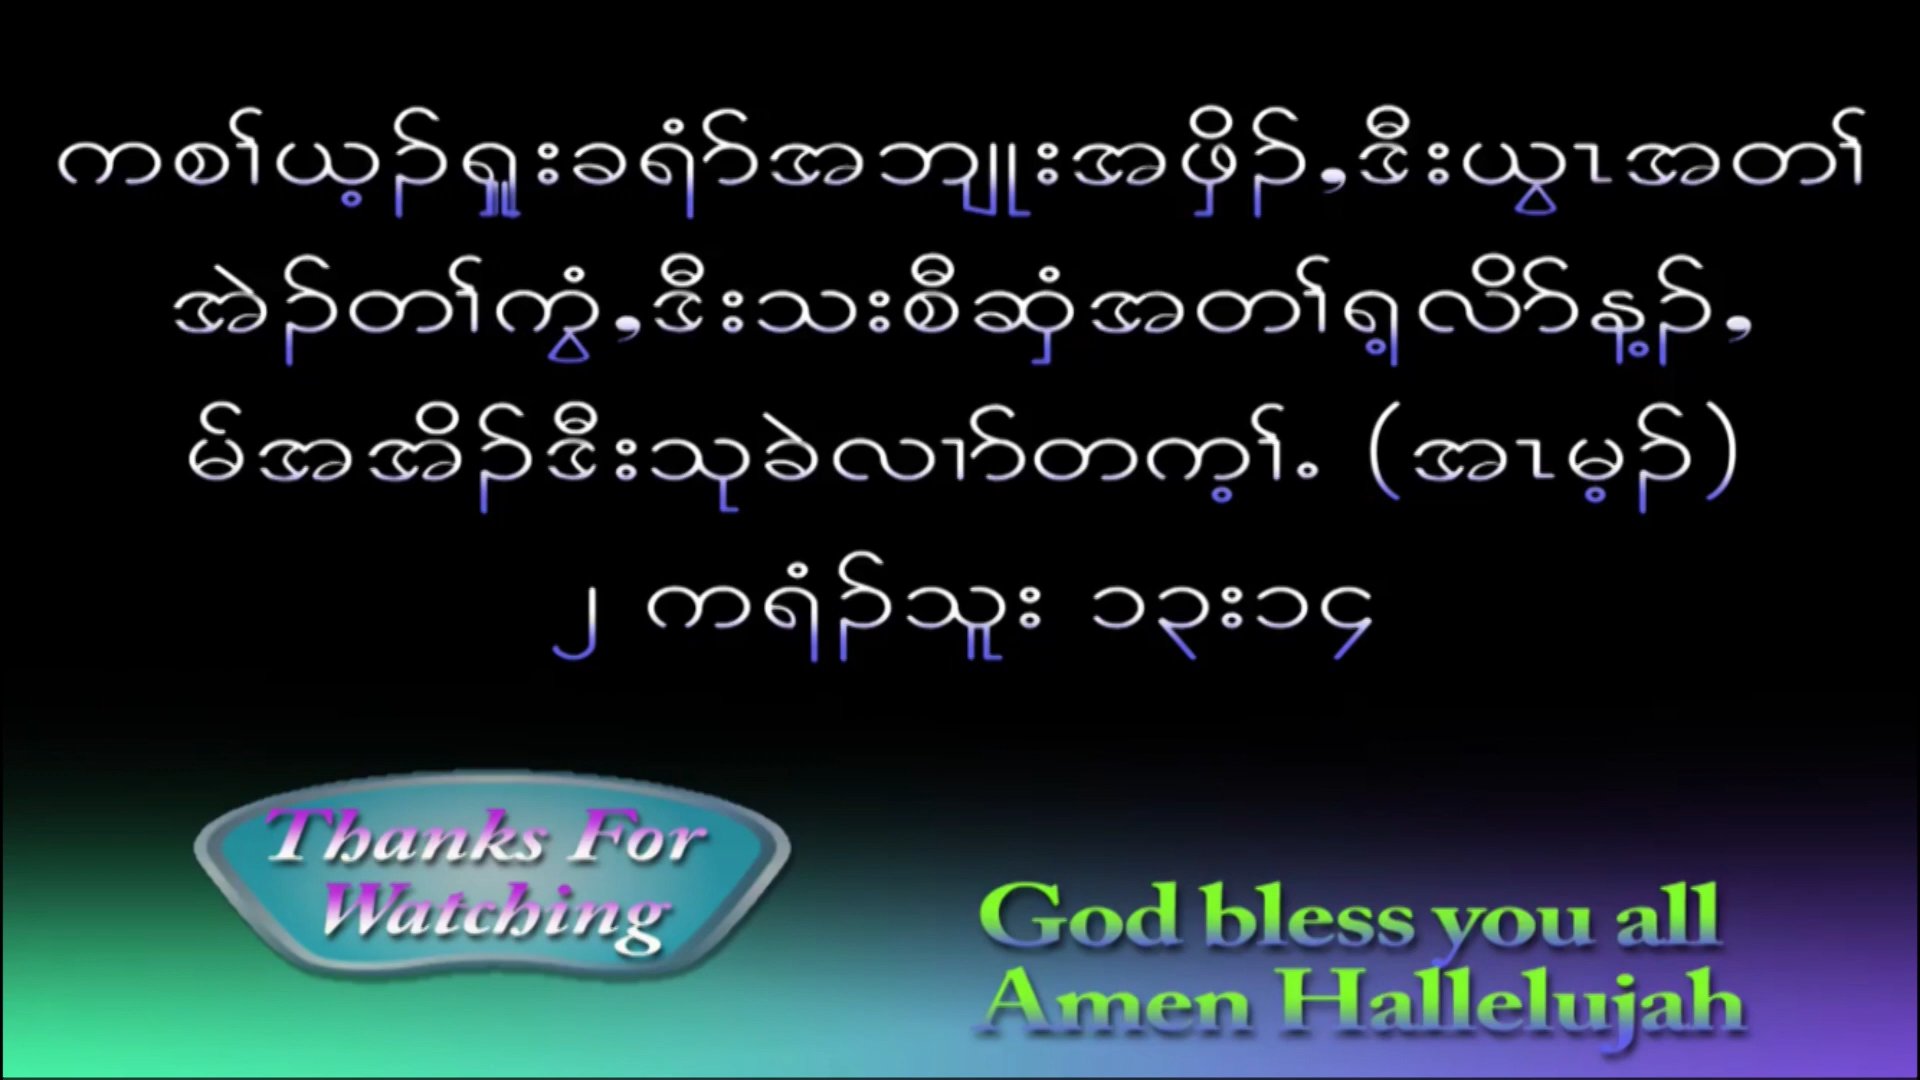 ကစၢ်ယ့ၣ်ရှူးခရံာ်အဘျုးအဖှိၣ်,ဒီးယွၤအတၢ်
အဲၣ်တၢ်ကွံ,ဒီးသးစီဆှံအတၢ်ရ့လိာ်န့ၣ်,
မ်အအိၣ်ဒီးသုခဲလၢာ်တက့ၢ်. (အၤမ့ၣ်)
၂ ကရံၣ်သူး ၁၃း၁၄
Thanks For
Watching
God bless you all
Amen Hallelujah